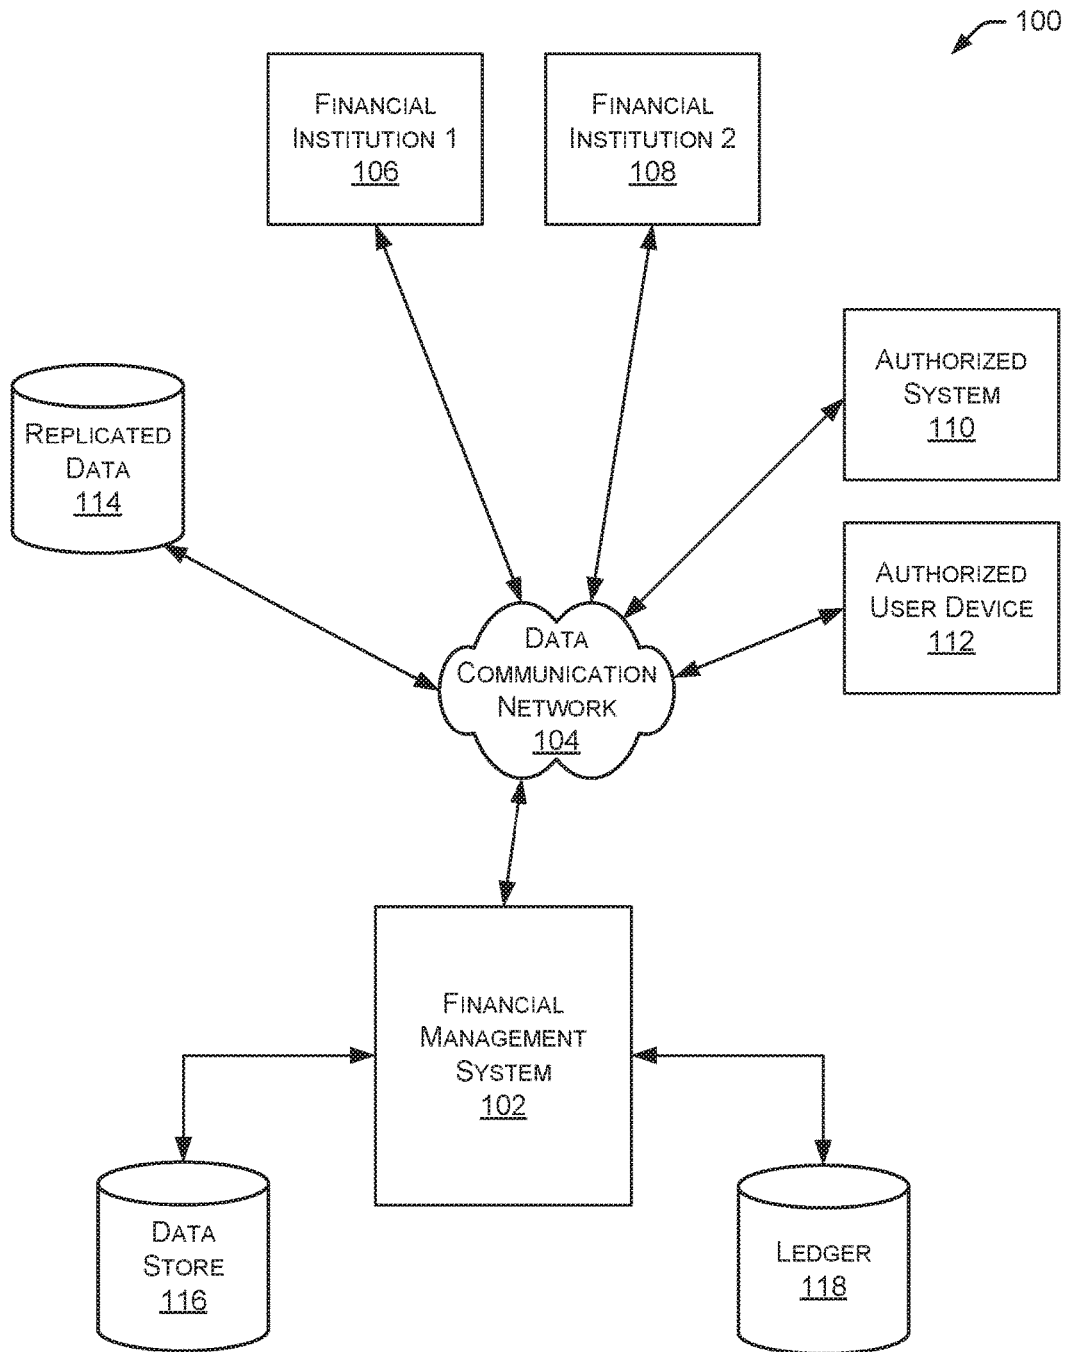 100
FINANCIAL
INSTITUTION 1
106
FINANCIAL
INSTITUTION 2
108
AUTHORIZED
SYSTEM
110
REPLICATED
DATA
114
AUTHORIZED
USER DEVICE
112
DATA
COMMUNICATION
NETWORK
104
FINANCIAL
MANAGEMENT
SYSTEM
102
DATA
STORE
116
LEDGER
118